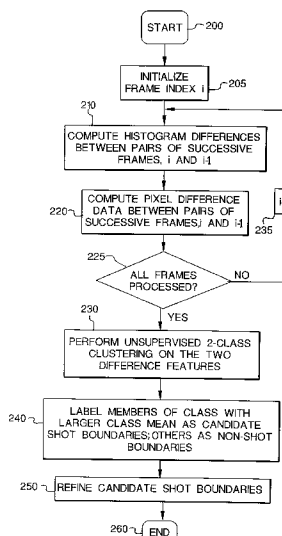 START
200
INITIALIZE
FRAME INDEX i
205
210
COMPUTE HISTOGRAM DIFFERENCES
BETWEEN PAIRS OF SUCCESSIVE
FRAMES, i AND i-1
COMPUTE PIXEL DIFFERENCE
DATA BETWEEN PAIRS OF
SUCCESSIVE FRAMES,i AND i-1
220
i
235
225
ALL FRAMES
PROCESSED?
NO
YES
230
PERFORM UNSUPERVISED 2-CLASS
CLUSTERING ON THE TWO
DIFFERENCE FEATURES
240
LABEL MEMBERS OF CLASS WITH
LARGER CLASS MEAN AS CANDIDATE
SHOT BOUNDARIES;OTHERS AS NON-SHOT
BOUNDARIES
250
REFINE CANDIDATE SHOT BOUNDARIES
260
END